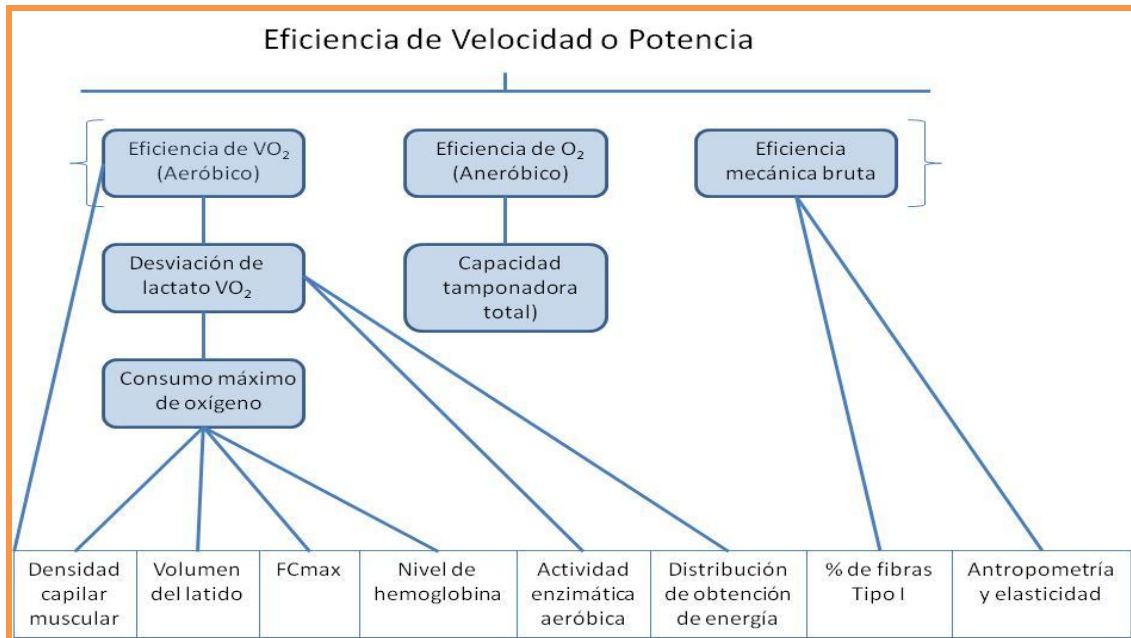 Eficiencia de Velocidad o Potencia
Eficiencia de VO₂
(Aeróbico)
Eficiencia de O₂
(Aneróbico)
Eficiencia
mecánica bruta
Desviación de
lactato VO₂
Capacidad
tamponadora
total)
Consumo máximo
de oxígeno
Densidad
capilar
muscular
Volumen
del latido
FCmax
Nivel de
hemoglobina
Actividad
enzimática
aeróbica
Distribución
de obtención
de energía
% de fibras
Tipo I
Antropometría
y elasticidad